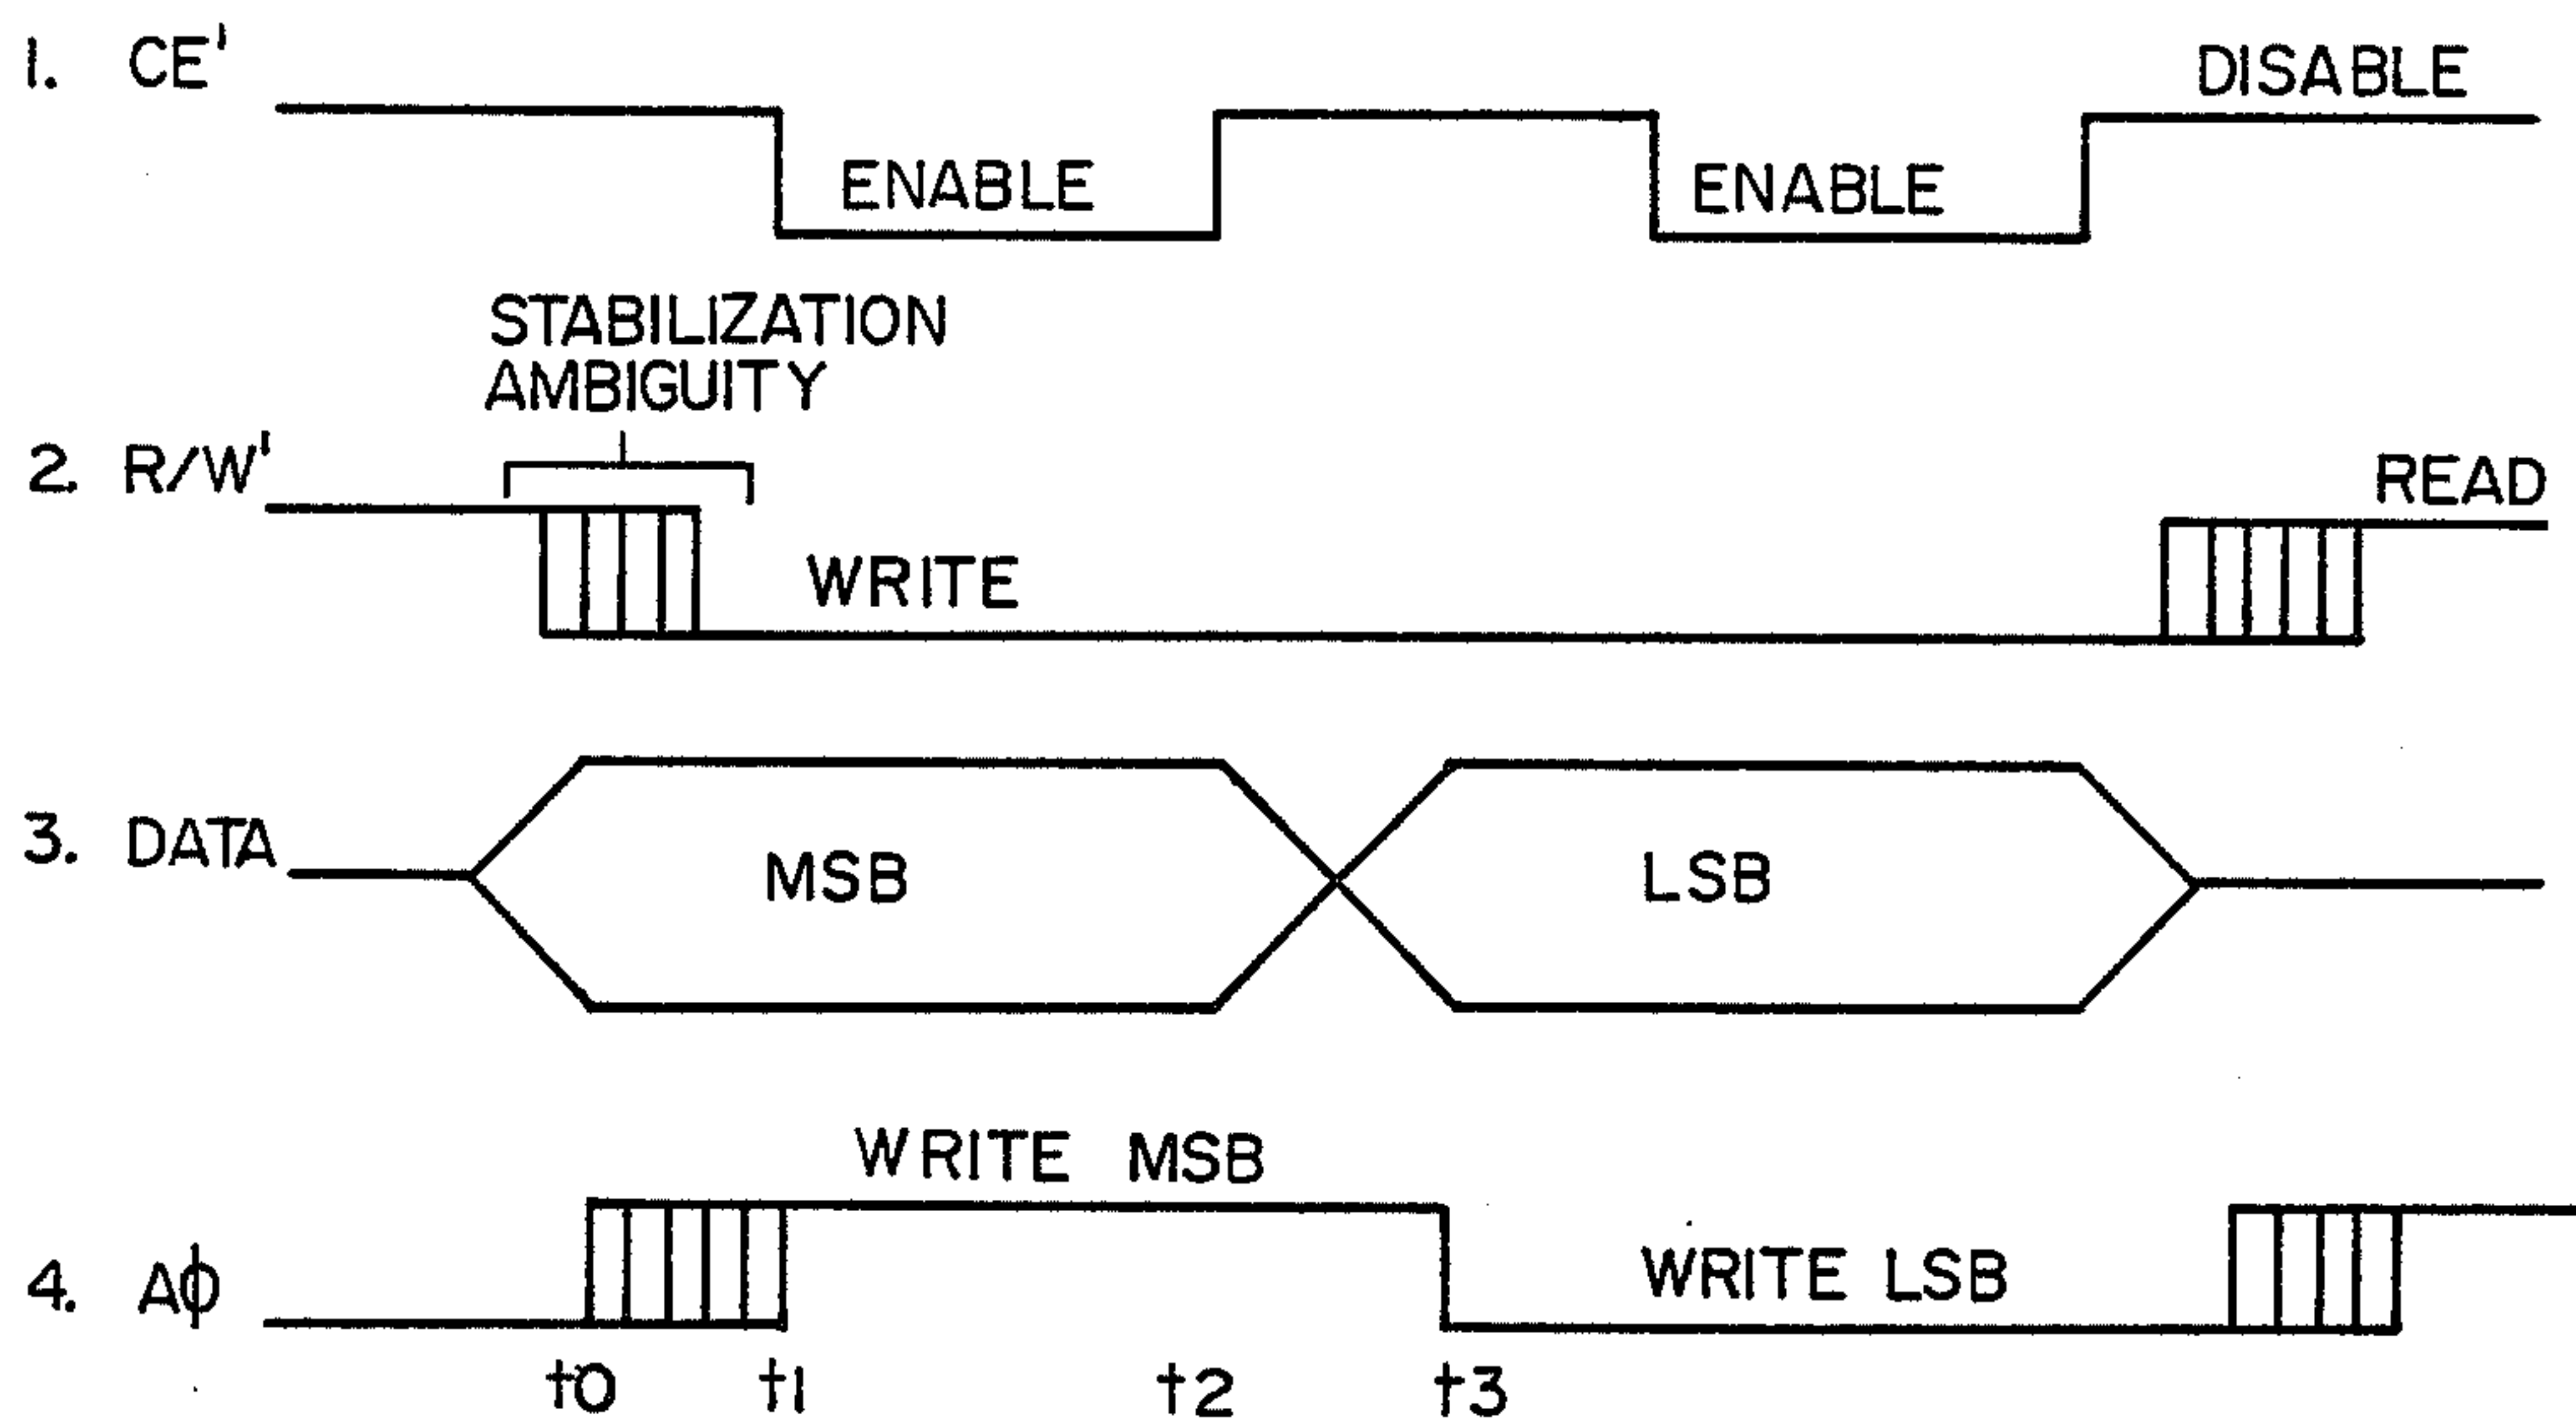 1. CE'
DISABLE
ENABLE
ENABLE
STABILIZATION
AMBIGUITY
2. R/W'
READ
WRITE
3. DATA
MSB
LSB
WRITE MSB
4. Aϕ
WRITE LSB
t0
t1
t2
t3